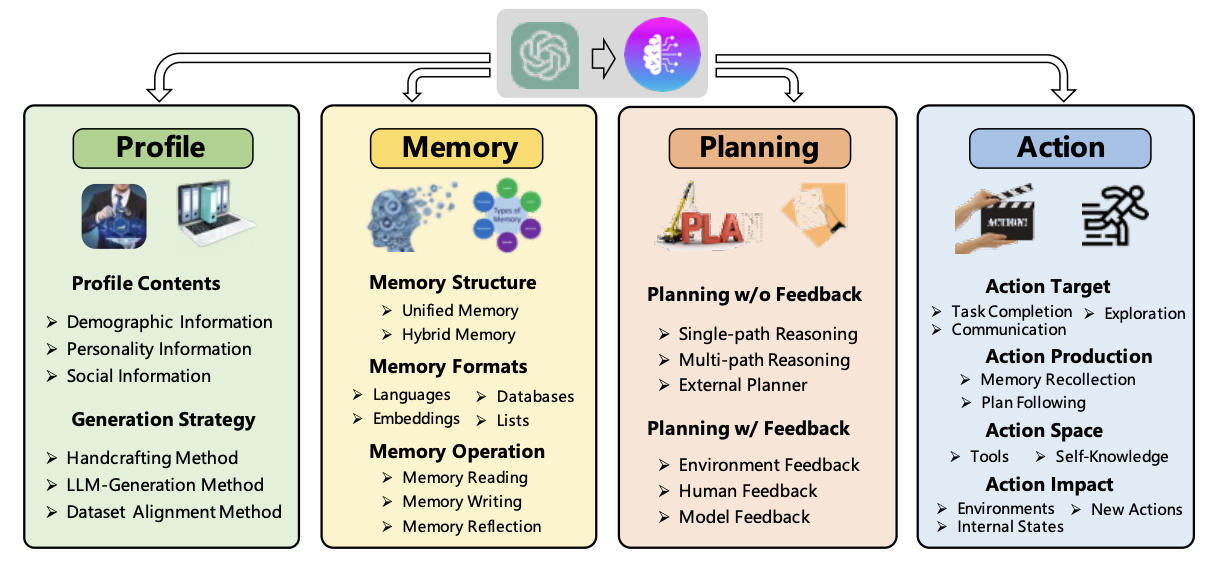 Profile
Profile Contents
➢ Demographic Information
➢ Personality Information
➢ Social Information
Generation Strategy
➢ Handcrafting Method
➢ LLM-Generation Method
➢ Dataset Alignment Method
Memory
Types of
Memory
Memory Structure
➢ Unified Memory
➢ Hybrid Memory
Memory Formats
➢ Languages ➢ Databases
➢ Embeddings ➢ Lists
Memory Operation
➢ Memory Reading
➢ Memory Writing
➢ Memory Reflection
Planning
PLAN
Planning w/o Feedback
➢ Single-path Reasoning
➢ Multi-path Reasoning
➢ External Planner
Planning w/ Feedback
➢ Environment Feedback
➢ Human Feedback
➢ Model Feedback
Action
ACTION!
Action Target
➢ Task Completion ➢ Exploration
➢ Communication
Action Production
➢ Memory Recollection
➢ Plan Following
Action Space
➢ Tools ➢ Self-Knowledge
Action Impact
➢ Environments ➢ New Actions
➢ Internal States